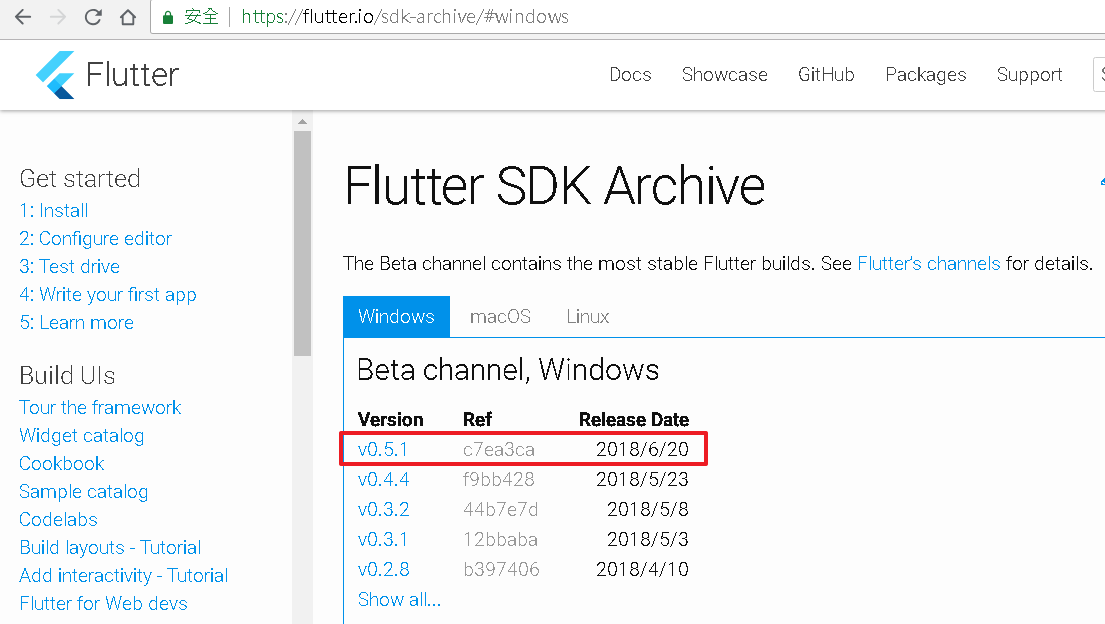 安全 https://flutter.io/sdk-archive/#windows
Flutter
Docs Showcase GitHub Packages Support
Get started
1: Install
2: Configure editor
3: Test drive
4: Write your first app
5: Learn more
Build UIs
Tour the framework
Widget catalog
Cookbook
Sample catalog
Codelabs
Build layouts - Tutorial
Add interactivity - Tutorial
Flutter for Web devs
Flutter SDK Archive
The Beta channel contains the most stable Flutter builds. See Flutter's channels for details.
Windows macOS Linux
Beta channel, Windows
Version Ref Release Date
v0.5.1 c7ea3ca 2018/6/20
v0.4.4 f9bb428 2018/5/23
v0.3.2 44b7e7d 2018/5/8
v0.3.1 12bbaba 2018/5/3
v0.2.8 b397406 2018/4/10
Show all...